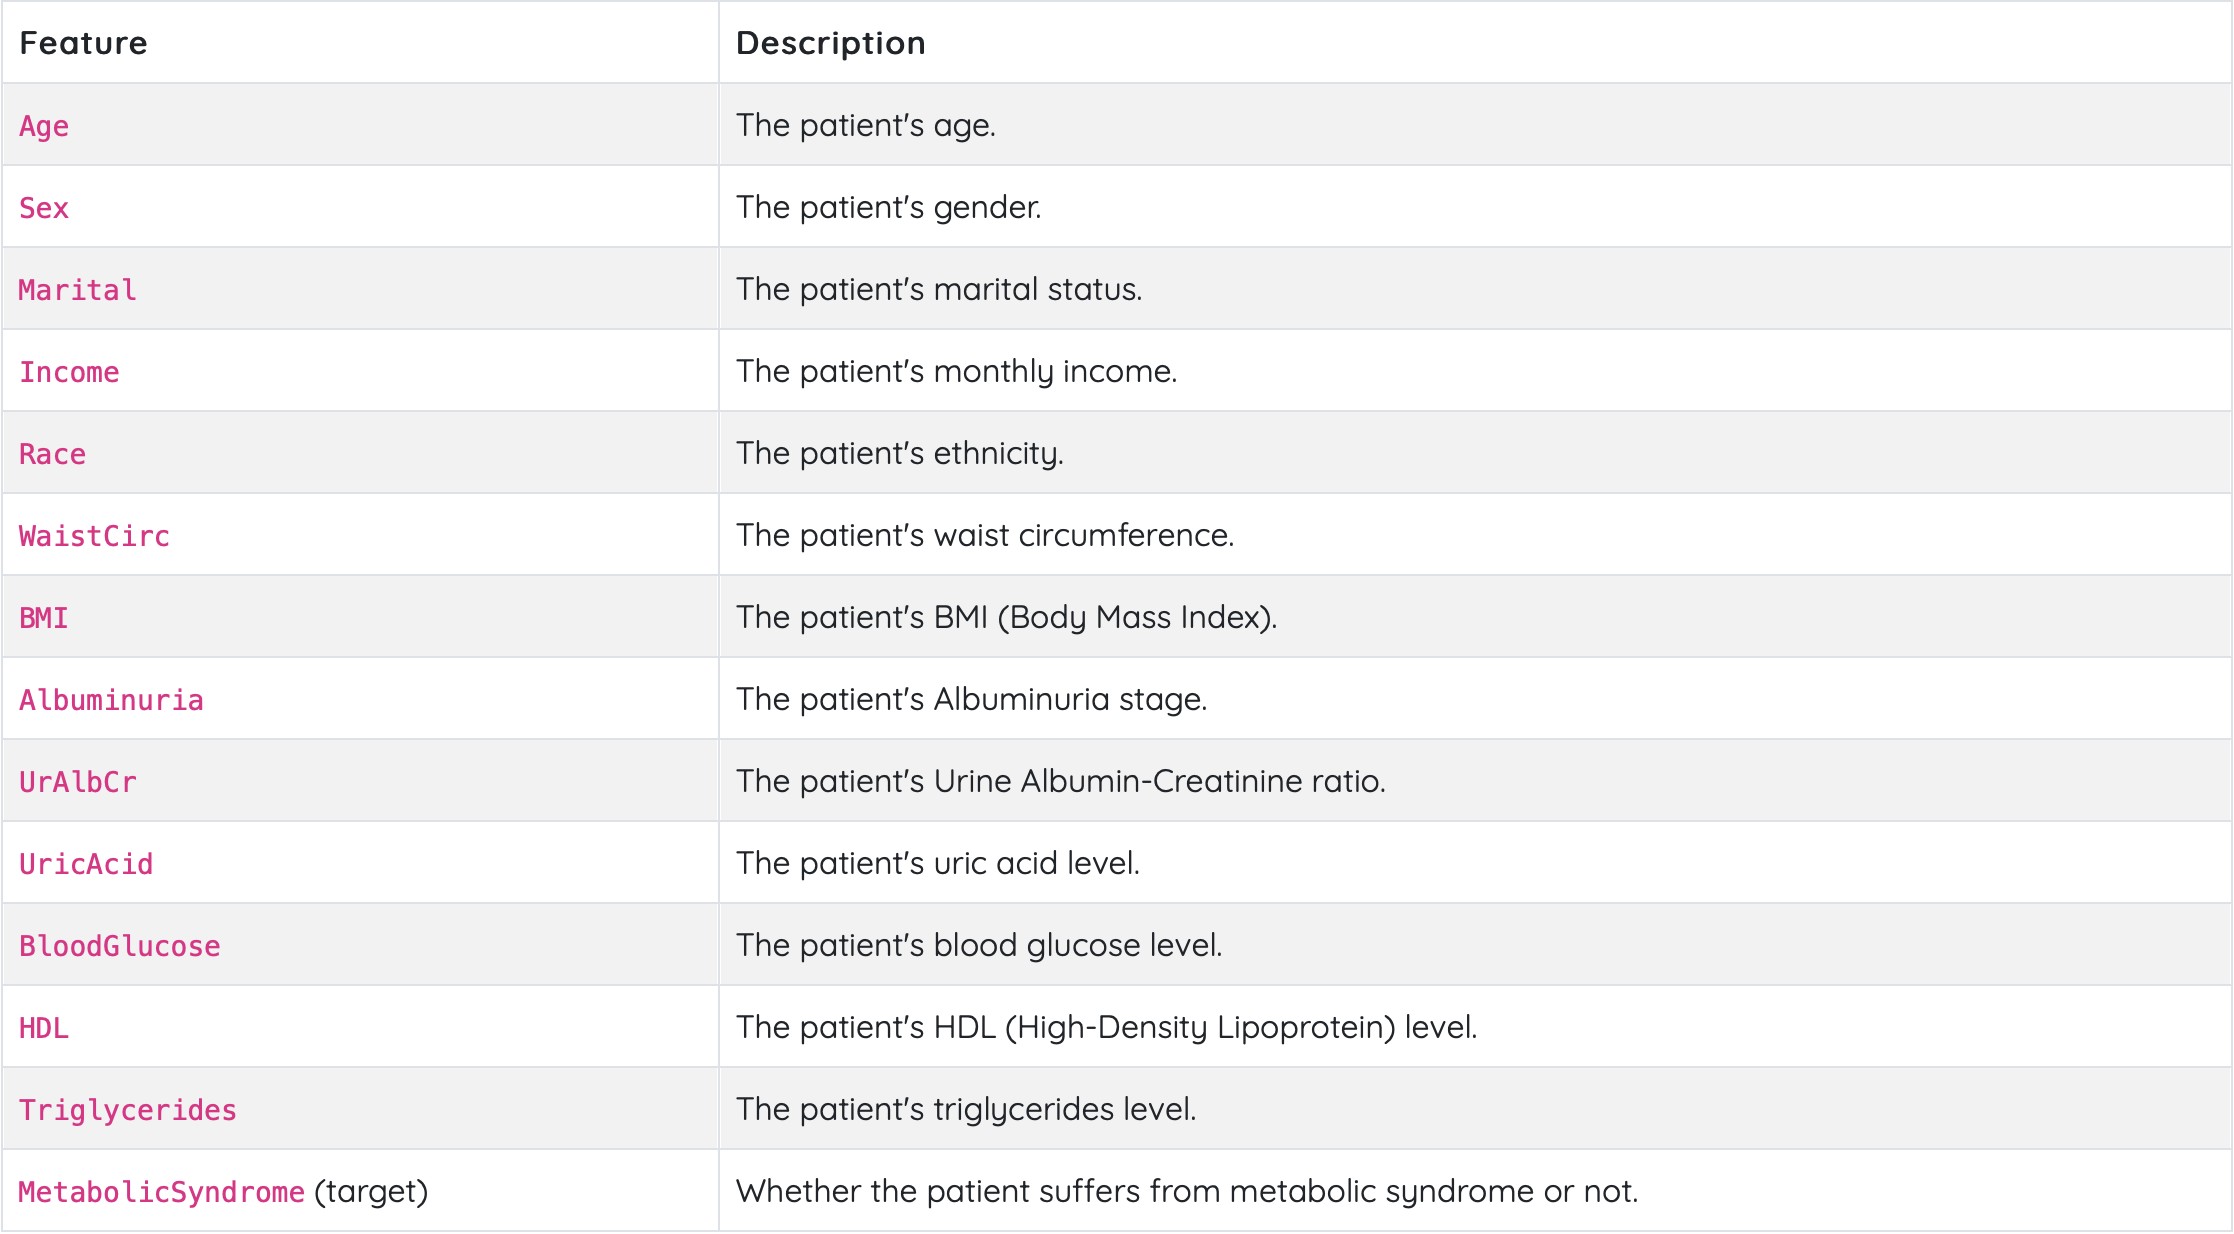 Feature Description
Age The patient's age.
Sex The patient's gender.
Marital The patient's marital status.
Income The patient's monthly income.
Race The patient's ethnicity.
WaistCirc The patient's waist circumference.
BMI The patient's BMI (Body Mass Index).
Albuminuria The patient's Albuminuria stage.
UrAlbCr The patient's Urine Albumin-Creatinine ratio.
UricAcid The patient's uric acid level.
BloodGlucose The patient's blood glucose level.
HDL The patient's HDL (High-Density Lipoprotein) level.
Triglycerides The patient's triglycerides level.
MetabolicSyndrome (target) Whether the patient suffers from metabolic syndrome or not.